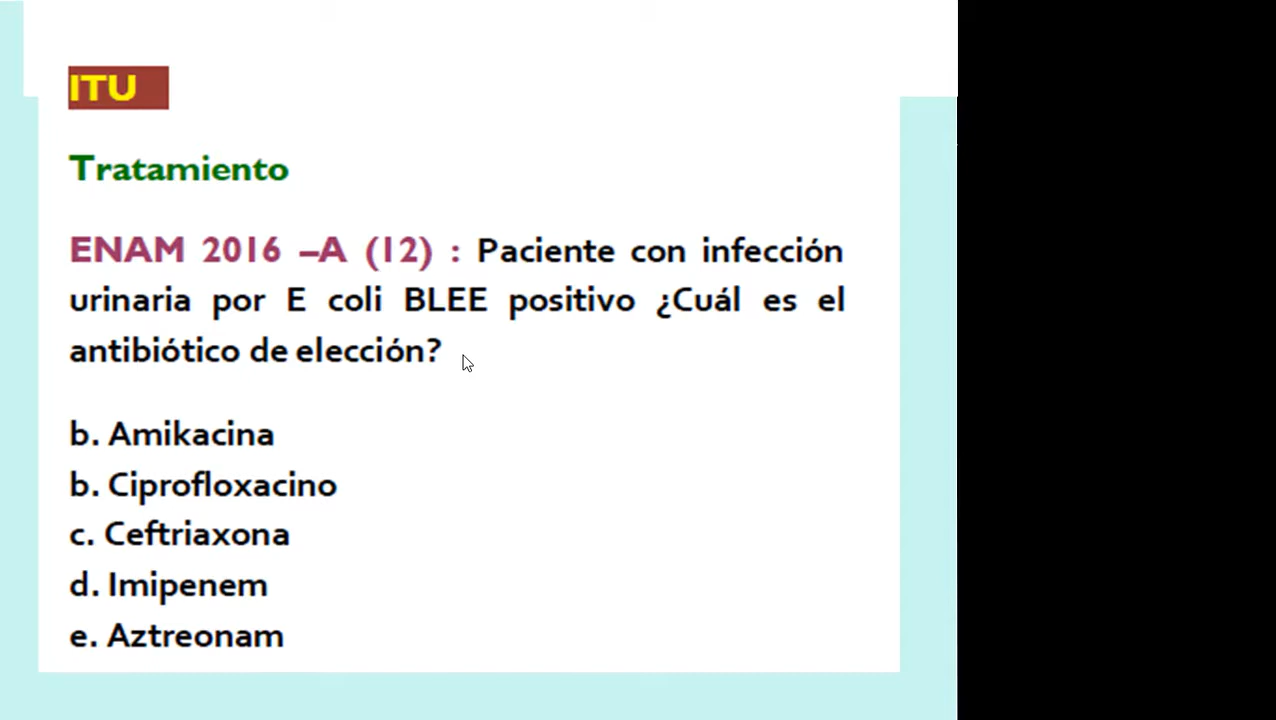 ITU
Tratamiento
ENAM 2016 –A (12) : Paciente con infección
urinaria por E coli BLEE positivo ¿Cuál es el
antibiótico de elección?
b. Amikacina
b. Ciprofloxacino
c. Ceftriaxona
d. Imipenem
e. Aztreonam